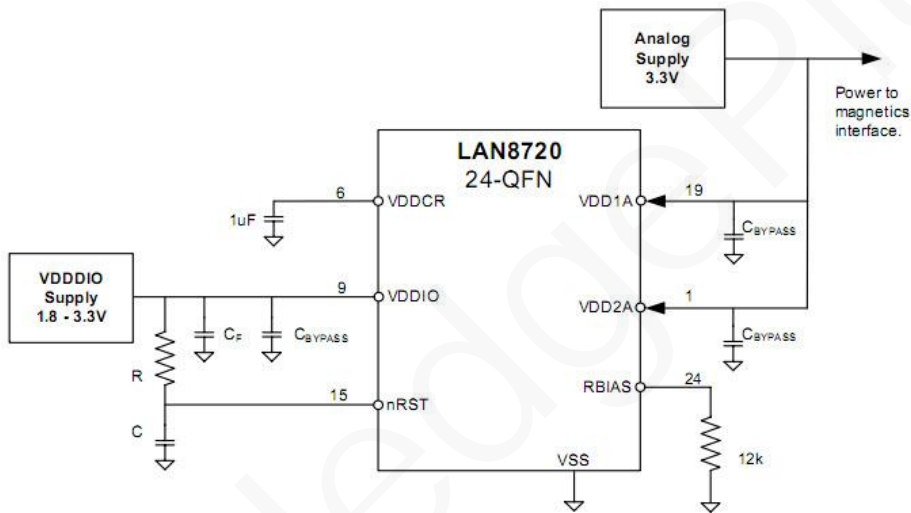 Analog
Supply
3.3V
Power to
magnetics
interface.
LAN8720
24-QFN
6
VDDCR
1uF
VDD1A
19
CBYPASS
VDDDIO
Supply
1.8 - 3.3V
9
VDDIO
CF
CBYPASS
VDD2A
1
CBYPASS
R
15
nRST
C
RBIAS
24
12k
VSS